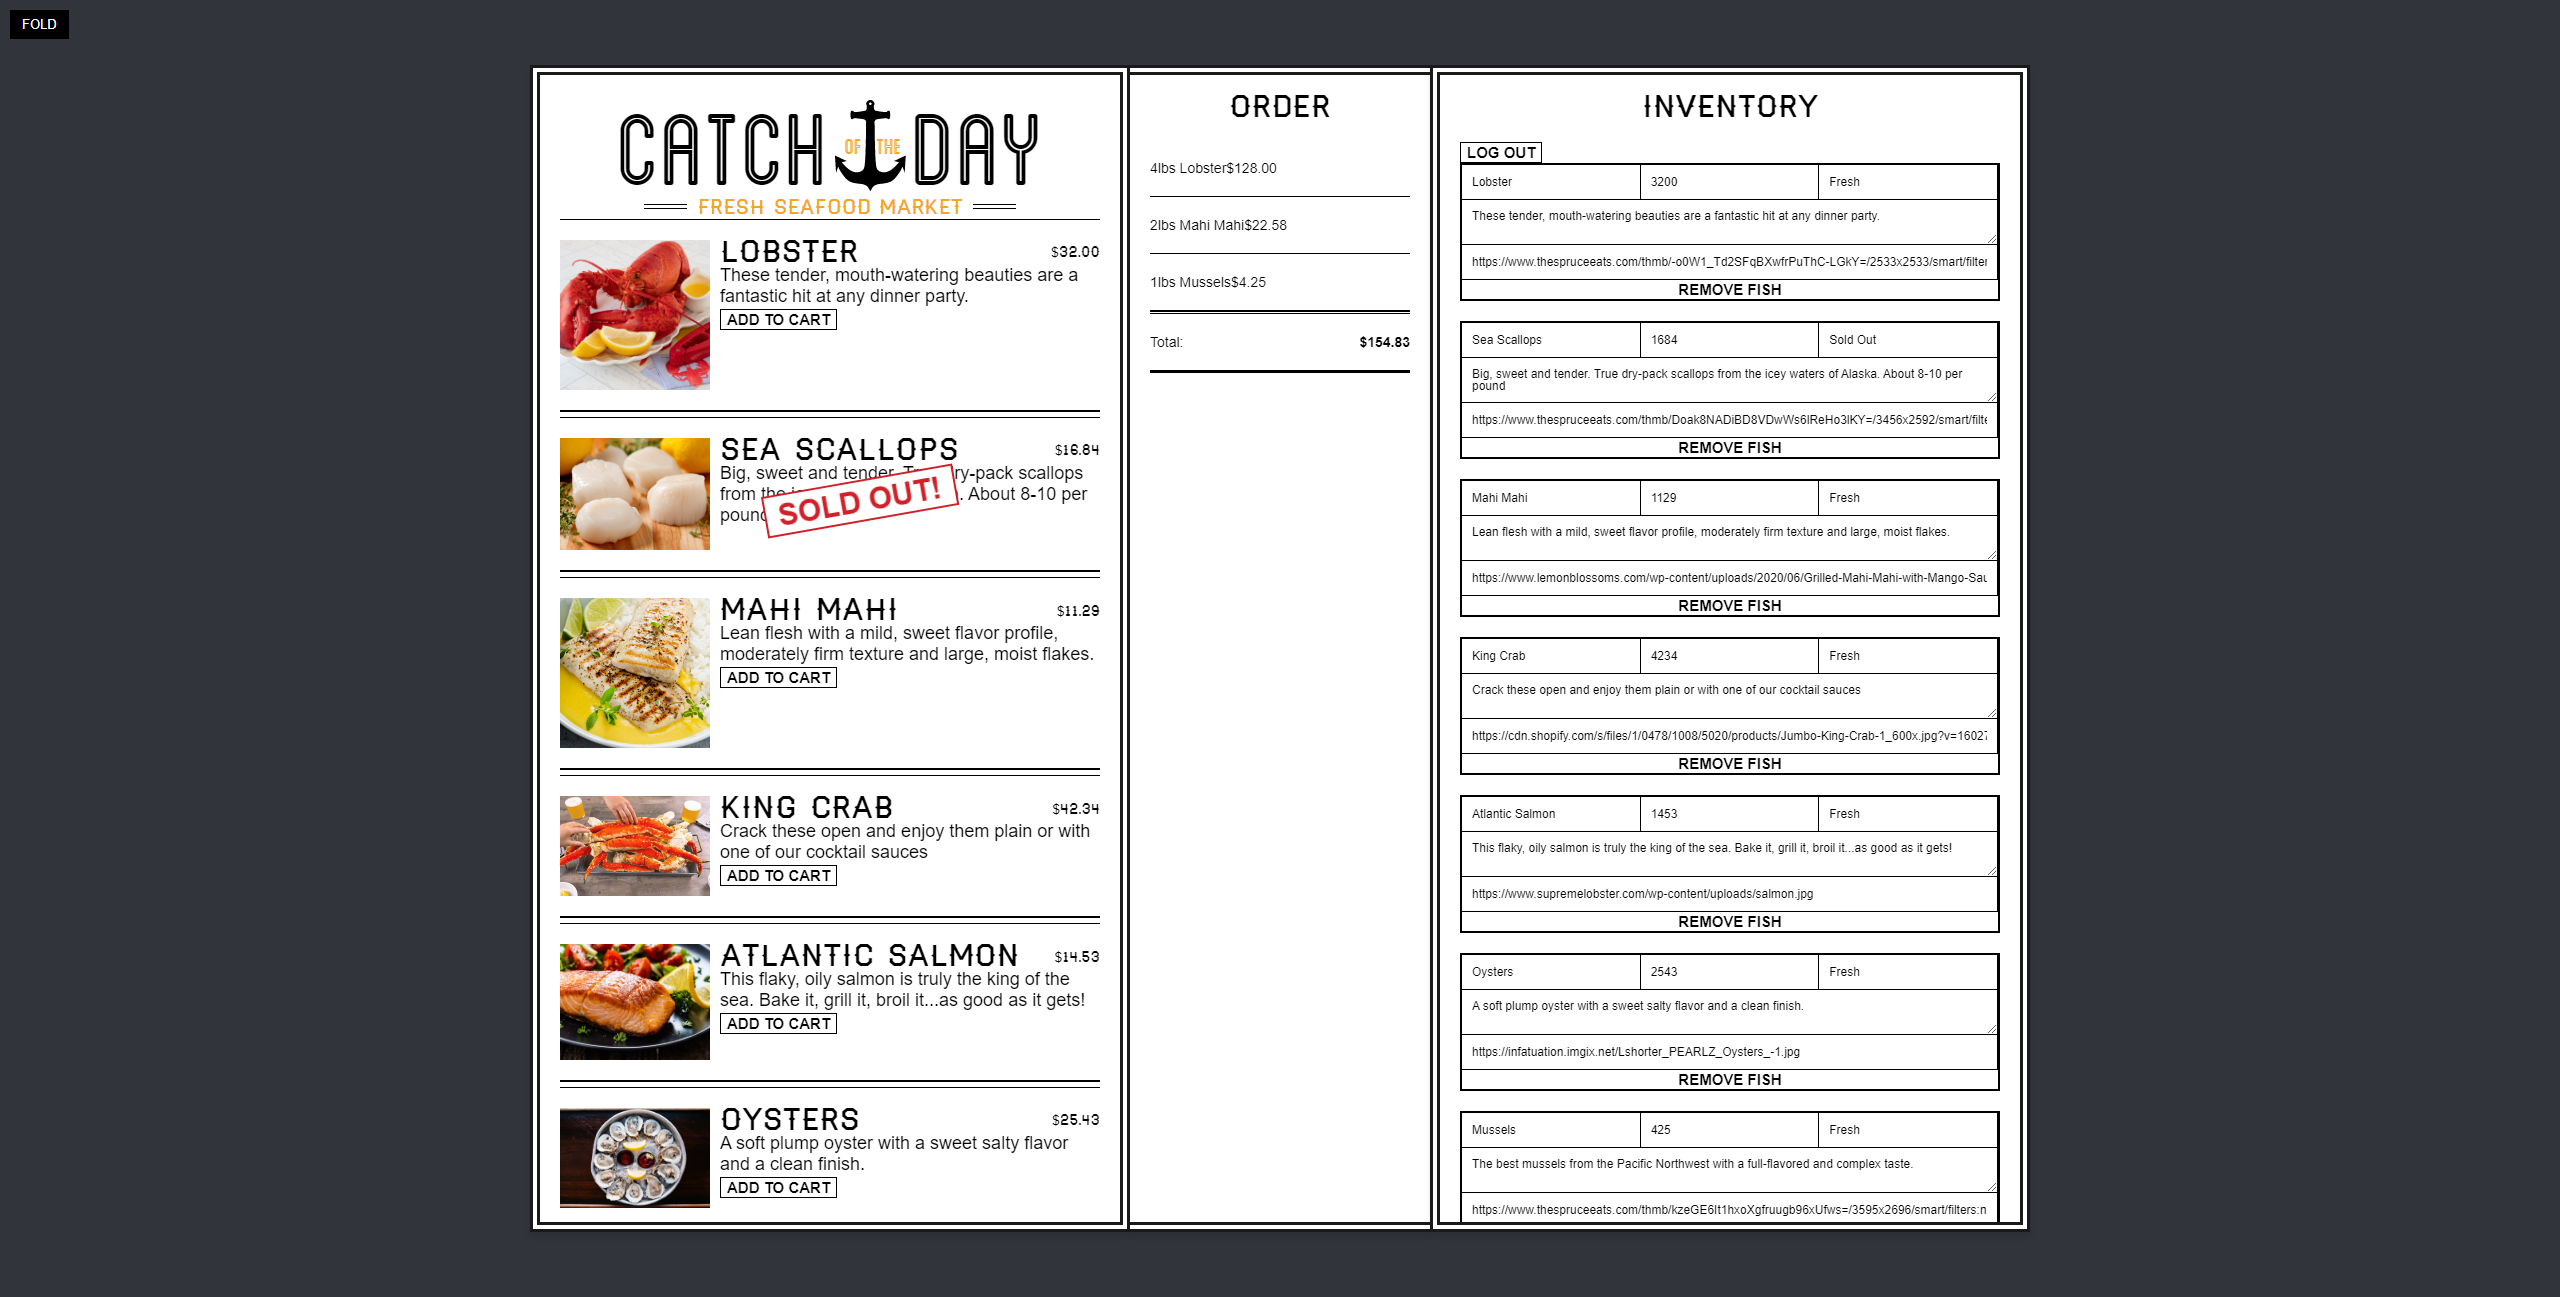 FOLD
CATCH OF THE DAY
FRESH SEAFOOD MARKET
LOBSTER
$32.00
These tender, mouth-watering beauties are a
fantastic hit at any dinner party.
ADD TO CART
SEA SCALLOPS
$16.84
Big, sweet and tender. ry-pack scallops
from . About 8-10 per
SOLD OUT!
MAHI MAHI
$11.29
Lean flesh with a mild, sweet flavor profile,
moderately firm texture and large, moist flakes.
ADD TO CART
KING CRAB
$42.34
Crack these open and enjoy them plain or with
one of our cocktail sauces
ADD TO CART
ATLANTIC SALMON
$14.53
This flaky, oily salmon is truly the king of the
sea. Bake it, grill it, broil it...as good as it gets!
ADD TO CART
OYSTERS
$25.43
A soft plump oyster with a sweet salty flavor
and a clean finish.
ADD TO CART
ORDER
4lbs Lobster$128.00
2lbs Mahi Mahi$22.58
1lbs Mussels$4.25
Total: $154.83
INVENTORY
LOG OUT
Lobster 3200 Fresh
These tender, mouth-watering beauties are a fantastic hit at any dinner party.
https://www.thespruceeats.com/thmb/-o0W1_Td2SFqBXwfrPuThC-LGkY=/2533x2533/smart/filter
REMOVE FISH
Sea Scallops 1684 Sold Out
Big, sweet and tender. True dry-pack scallops from the icey waters of Alaska. About 8-10 per
pound
https://www.thespruceeats.com/thmb/Doak8NADiBD8VDwWs6lReHo3lKY=/3456x2592/smart/filte
REMOVE FISH
Mahi Mahi 1129 Fresh
Lean flesh with a mild, sweet flavor profile, moderately firm texture and large, moist flakes.
https://www.lemonblossoms.com/wp-content/uploads/2020/06/Grilled-Mahi-Mahi-with-Mango-Sau
REMOVE FISH
King Crab 4234 Fresh
Crack these open and enjoy them plain or with one of our cocktail sauces
https://cdn.shopify.com/s/files/1/0478/1008/5020/products/Jumbo-King-Crab-1_600x.jpg?v=16027
REMOVE FISH
Atlantic Salmon 1453 Fresh
This flaky, oily salmon is truly the king of the sea. Bake it, grill it, broil it...as good as it gets!
https://www.supremelobster.com/wp-content/uploads/salmon.jpg
REMOVE FISH
Oysters 2543 Fresh
A soft plump oyster with a sweet salty flavor and a clean finish.
https://infatuation.imgix.net/Lshorter_PEARLZ_Oysters_-1.jpg
REMOVE FISH
Mussels 425 Fresh
The best mussels from the Pacific Northwest with a full-flavored and complex taste.
https://www.thespruceeats.com/thmb/kzeGE6It1hxoXgfruugb96xUfws=/3595x2696/smart/filters:n